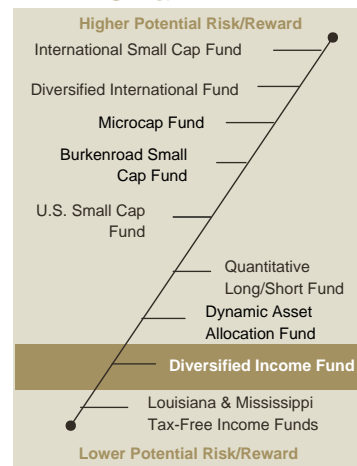 Higher Potential Risk/Reward
International Small Cap Fund
Diversified International Fund
Microcap Fund
Burkenroad Small
Cap Fund
U.S. Small Cap
Fund
Quantitative
Long/Short Fund
Dynamic Asset
Allocation Fund
Diversified Income Fund
Louisiana & Mississippi
Tax-Free Income Funds
Lower Potential Risk/Reward